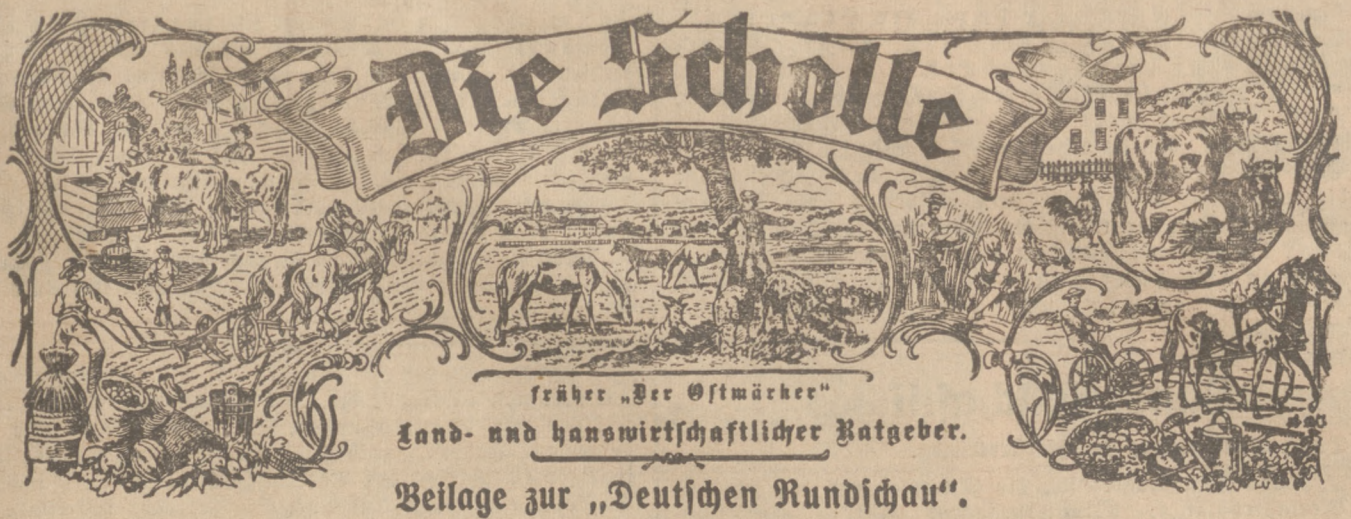 Die Scholle
früher „Der Ostmärker“
Land- und hauswirtschaftlicher Ratgeber.
Beilage zur „Deutschen Rundschau“.